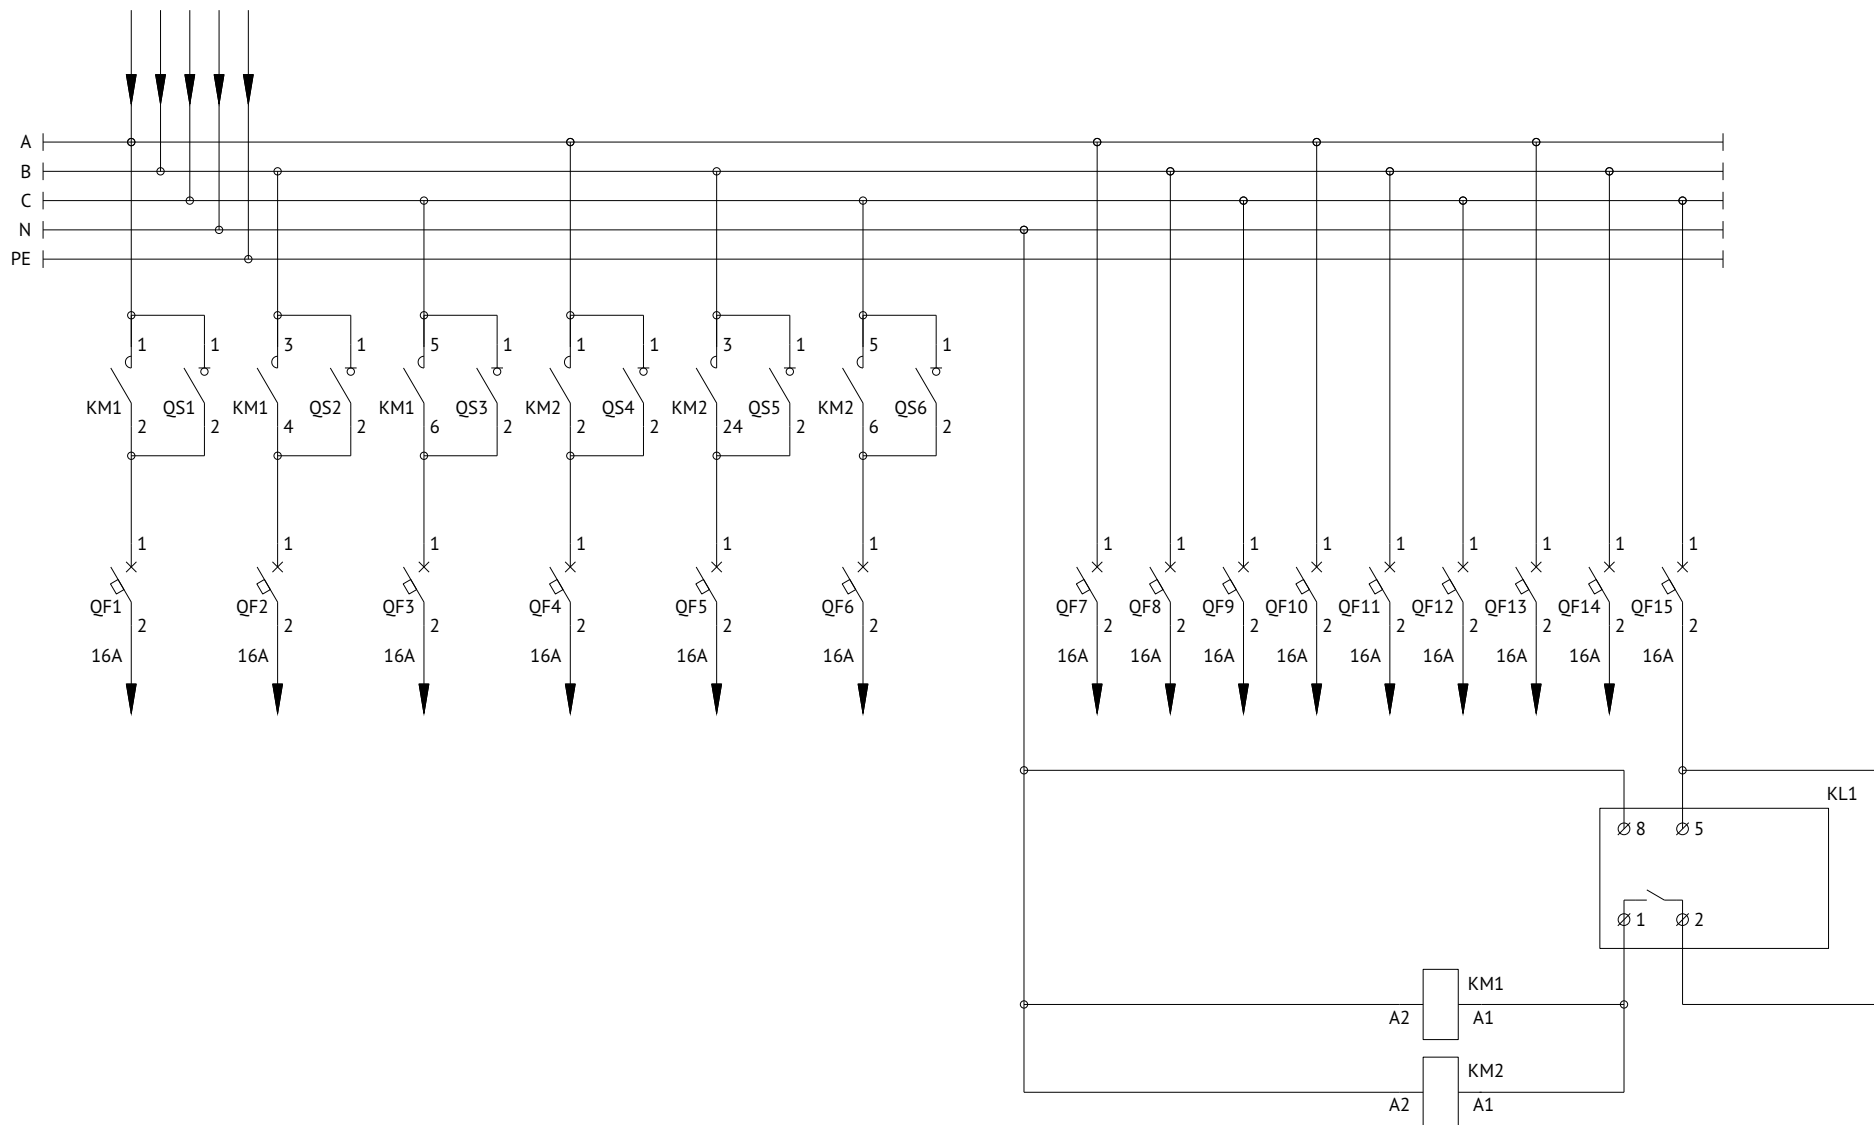 A
B
C
N
PE
1 1 3 1 5 1 1 1 3 1 5 1
KM1 QS1 KM1 QS2 KM1 QS3 KM2 QS4 KM2 QS5 KM2 QS6
2 2 4 2 6 2 2 2 24 2 6 2
1 1 1 1 1 1 1 1 1 1 1 1 1 1 1
QF1 QF2 QF3 QF4 QF5 QF6 QF7 QF8 QF9 QF10 QF11 QF12 QF13 QF14 QF15
2 2 2 2 2 2 2 2 2 2 2 2 2 2 2
16A 16A 16A 16A 16A 16A 16A 16A 16A 16A 16A 16A 16A 16A 16A
KL1
8 5
1 2
KM1
A2 A1
KM2
A2 A1